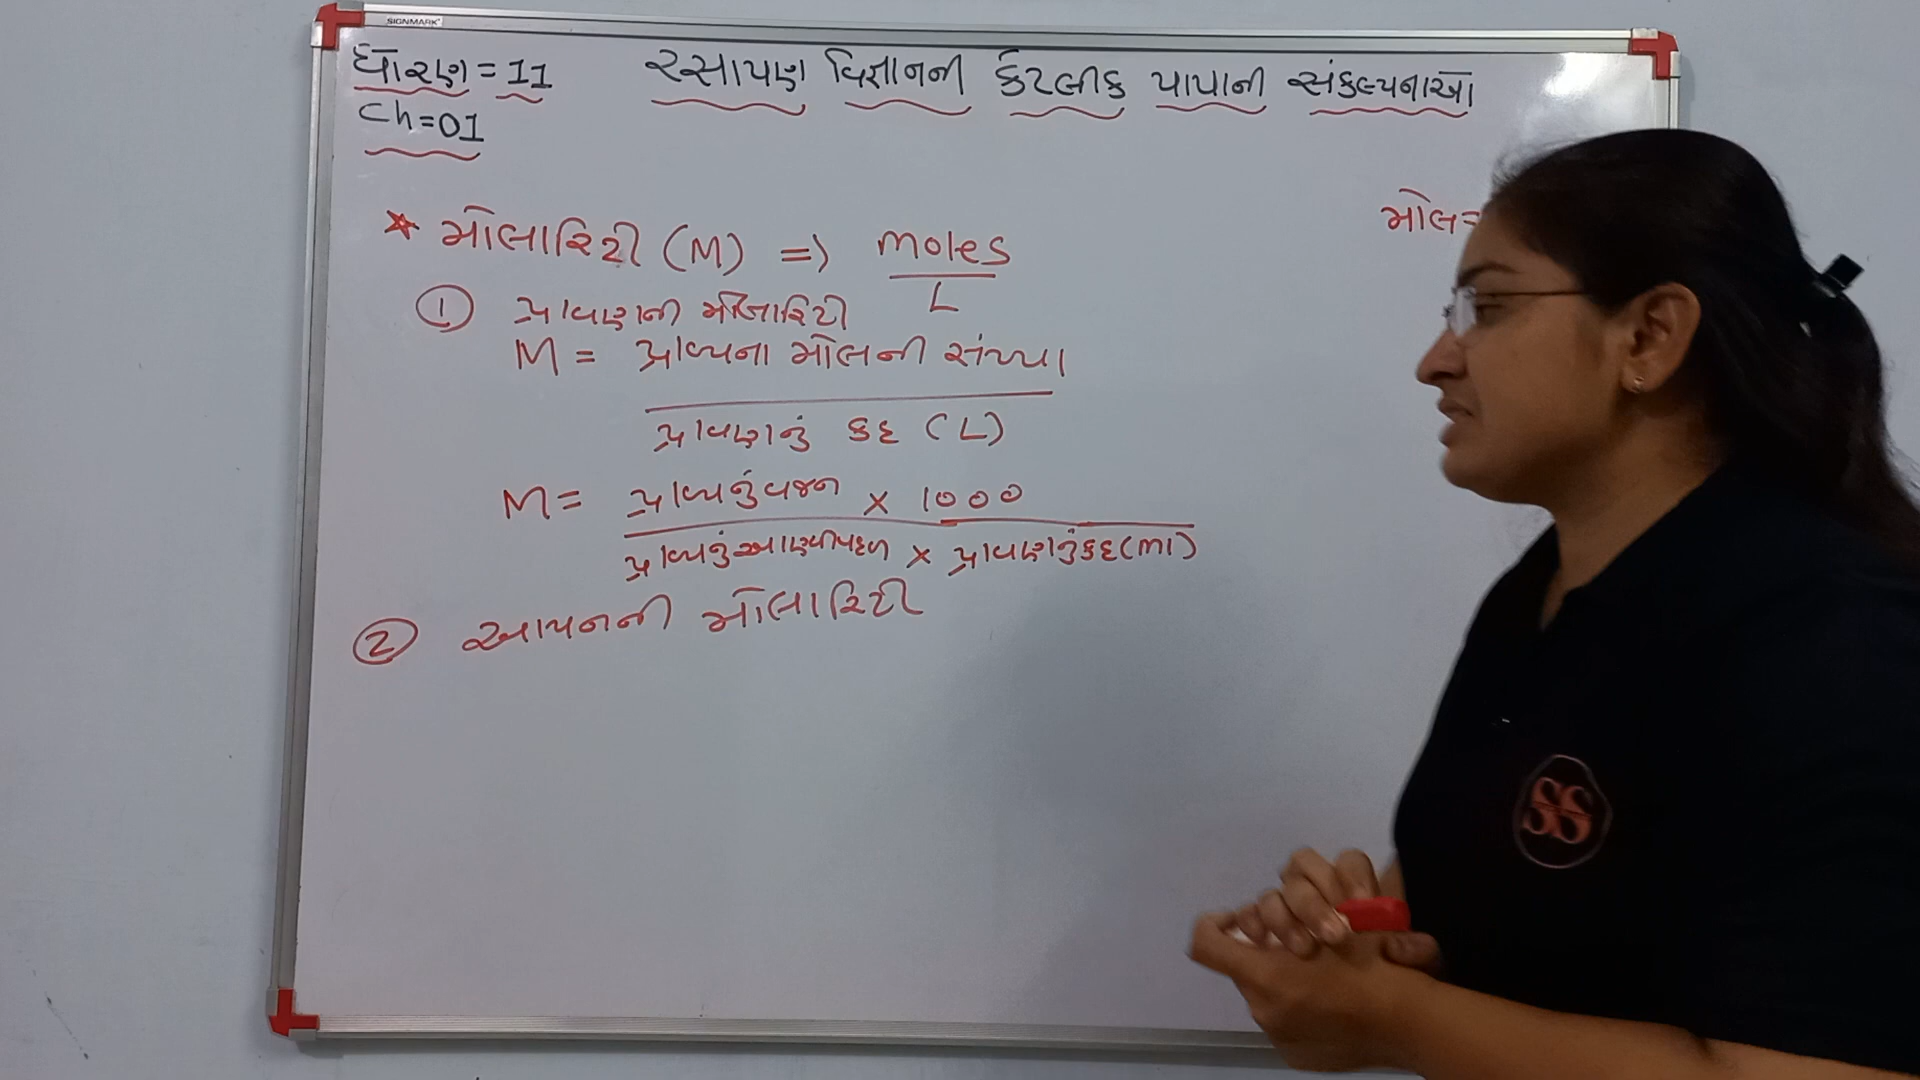 SIGNMARK
ધોરણ = 11 રસાયણ વિજ્ઞાનની કેટલીક પાયાની સંકલ્પનાઓ
Ch=01
મોલ=
* મોલારિટી (M) => moles
L
① દ્રાવણની મોલારિટી
M = દ્રાવ્યના મોલની સંખ્યા
દ્રાવણનું કદ (L)
M = દ્રાવ્યનું વજન × 1000
દ્રાવ્યનું આણ્વીયદળ × દ્રાવણનું કદ (ml)
② આયનની મોલારિટી
SS